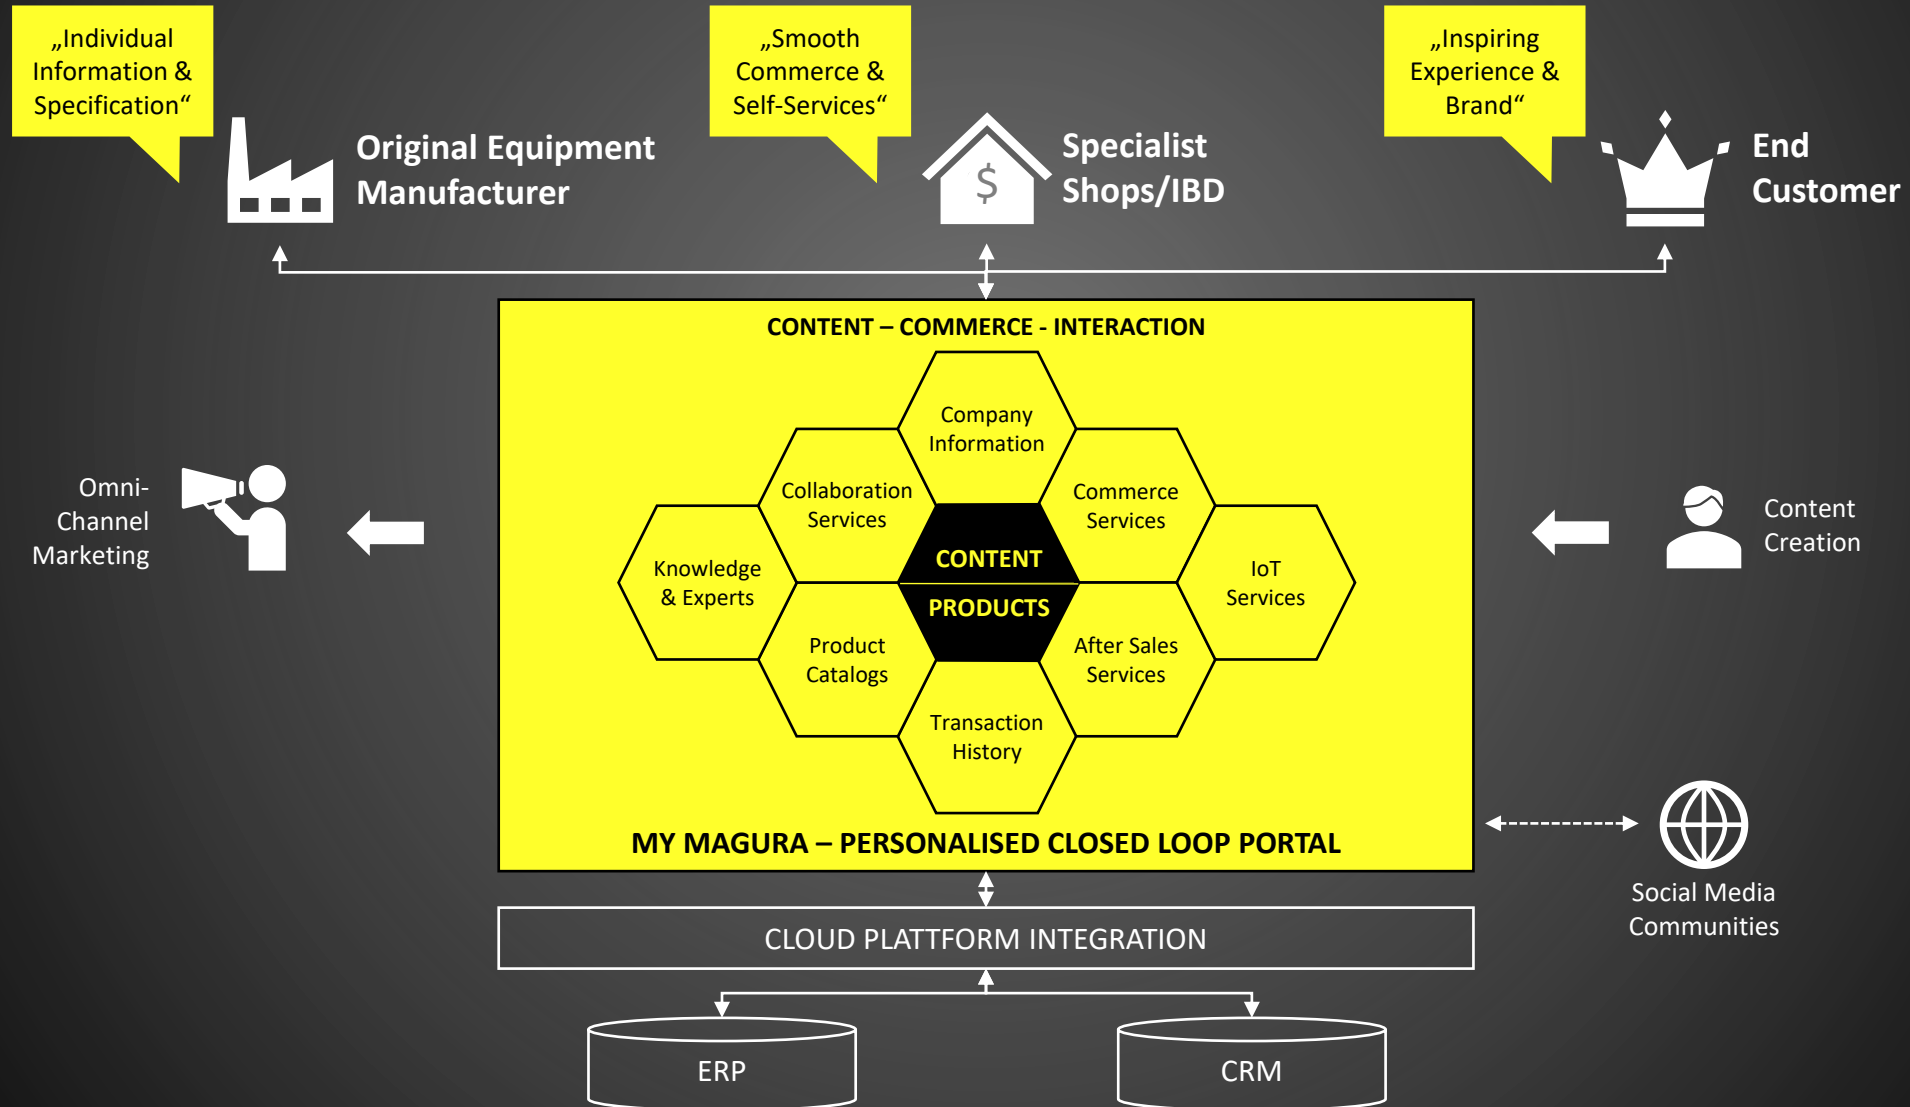 „Individual
Information &
Specification“
„Smooth
Commerce &
Self-Services“
„Inspiring
Experience &
Brand“
Original Equipment
Manufacturer
$
Specialist
Shops/IBD
End
Customer
CONTENT – COMMERCE - INTERACTION
Company
Information
Collaboration
Services
Commerce
Services
Knowledge
& Experts
CONTENT
PRODUCTS
IoT
Services
Product
Catalogs
After Sales
Services
Transaction
History
MY MAGURA – PERSONALISED CLOSED LOOP PORTAL
Omni-
Channel
Marketing
Content
Creation
Social Media
Communities
CLOUD PLATTFORM INTEGRATION
ERP
CRM